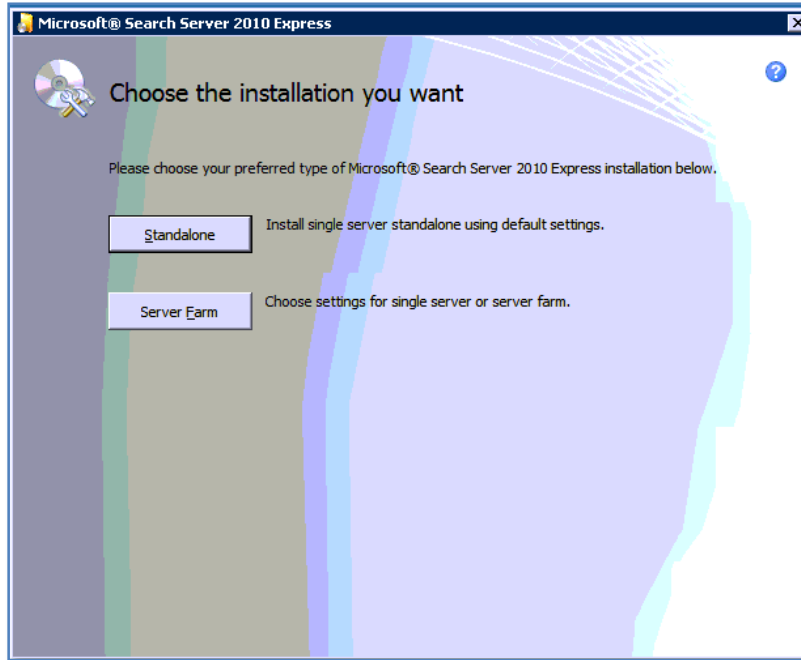 Microsoft® Search Server 2010 Express
Choose the installation you want
Please choose your preferred type of Microsoft® Search Server 2010 Express installation below.
Standalone
Install single server standalone using default settings.
Server Farm
Choose settings for single server or server farm.